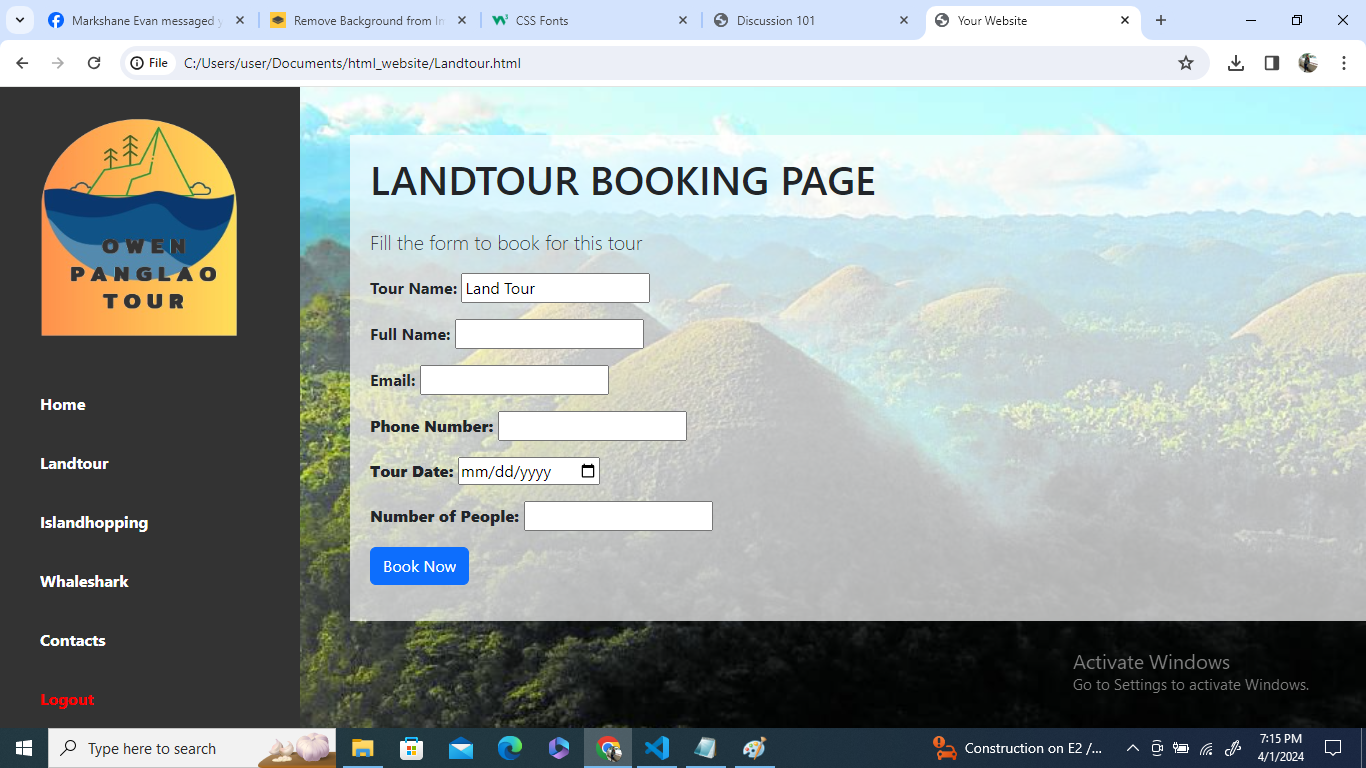 Markshane Evan messaged y
Remove Background from Im
CSS Fonts
Discussion 101
Your Website
File
C:/Users/user/Documents/html_website/Landtour.html
OWEN
PANGLAO
TOUR
Home
Landtour
Islandhopping
Whaleshark
Contacts
Logout
LANDTOUR BOOKING PAGE
Fill the form to book for this tour
Tour Name: Land Tour
Full Name:
Email:
Phone Number:
Tour Date: mm/dd/yyyy
Number of People:
Book Now
Activate Windows
Go to Settings to activate Windows.
Type here to search
Construction on E2 /...
7:15 PM
4/1/2024